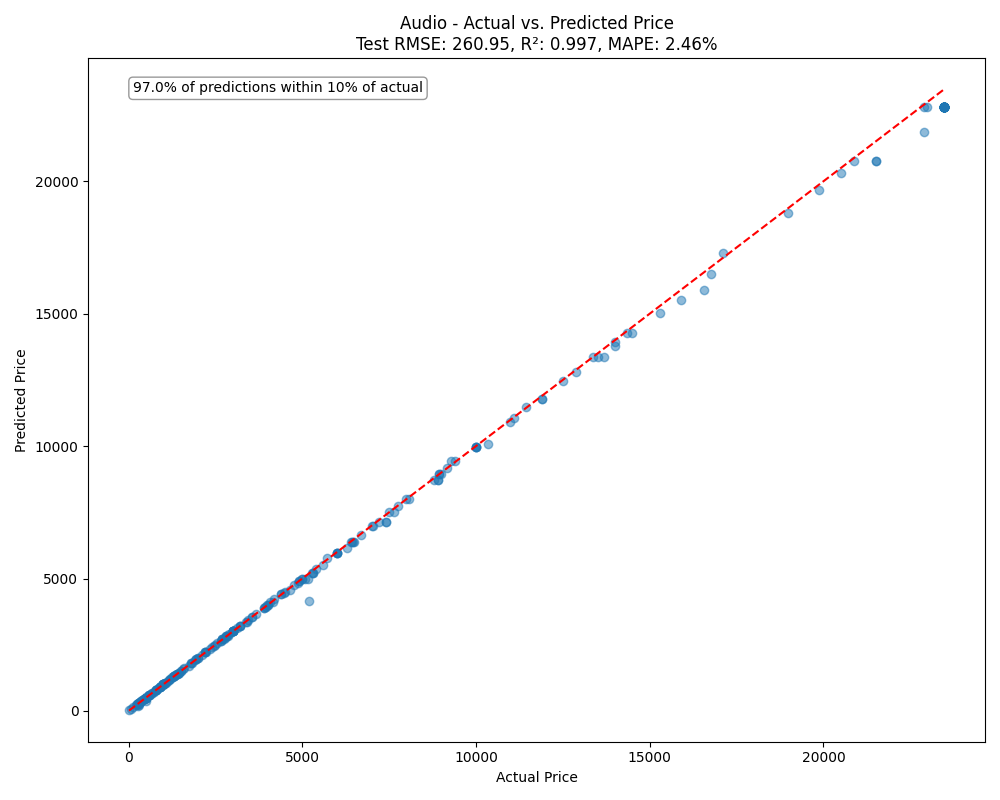 Audio - Actual vs. Predicted Price
Test RMSE: 260.95, R²: 0.997, MAPE: 2.46%
97.0% of predictions within 10% of actual
20000
15000
10000
5000
0
Predicted Price
0 5000 10000 15000 20000
Actual Price